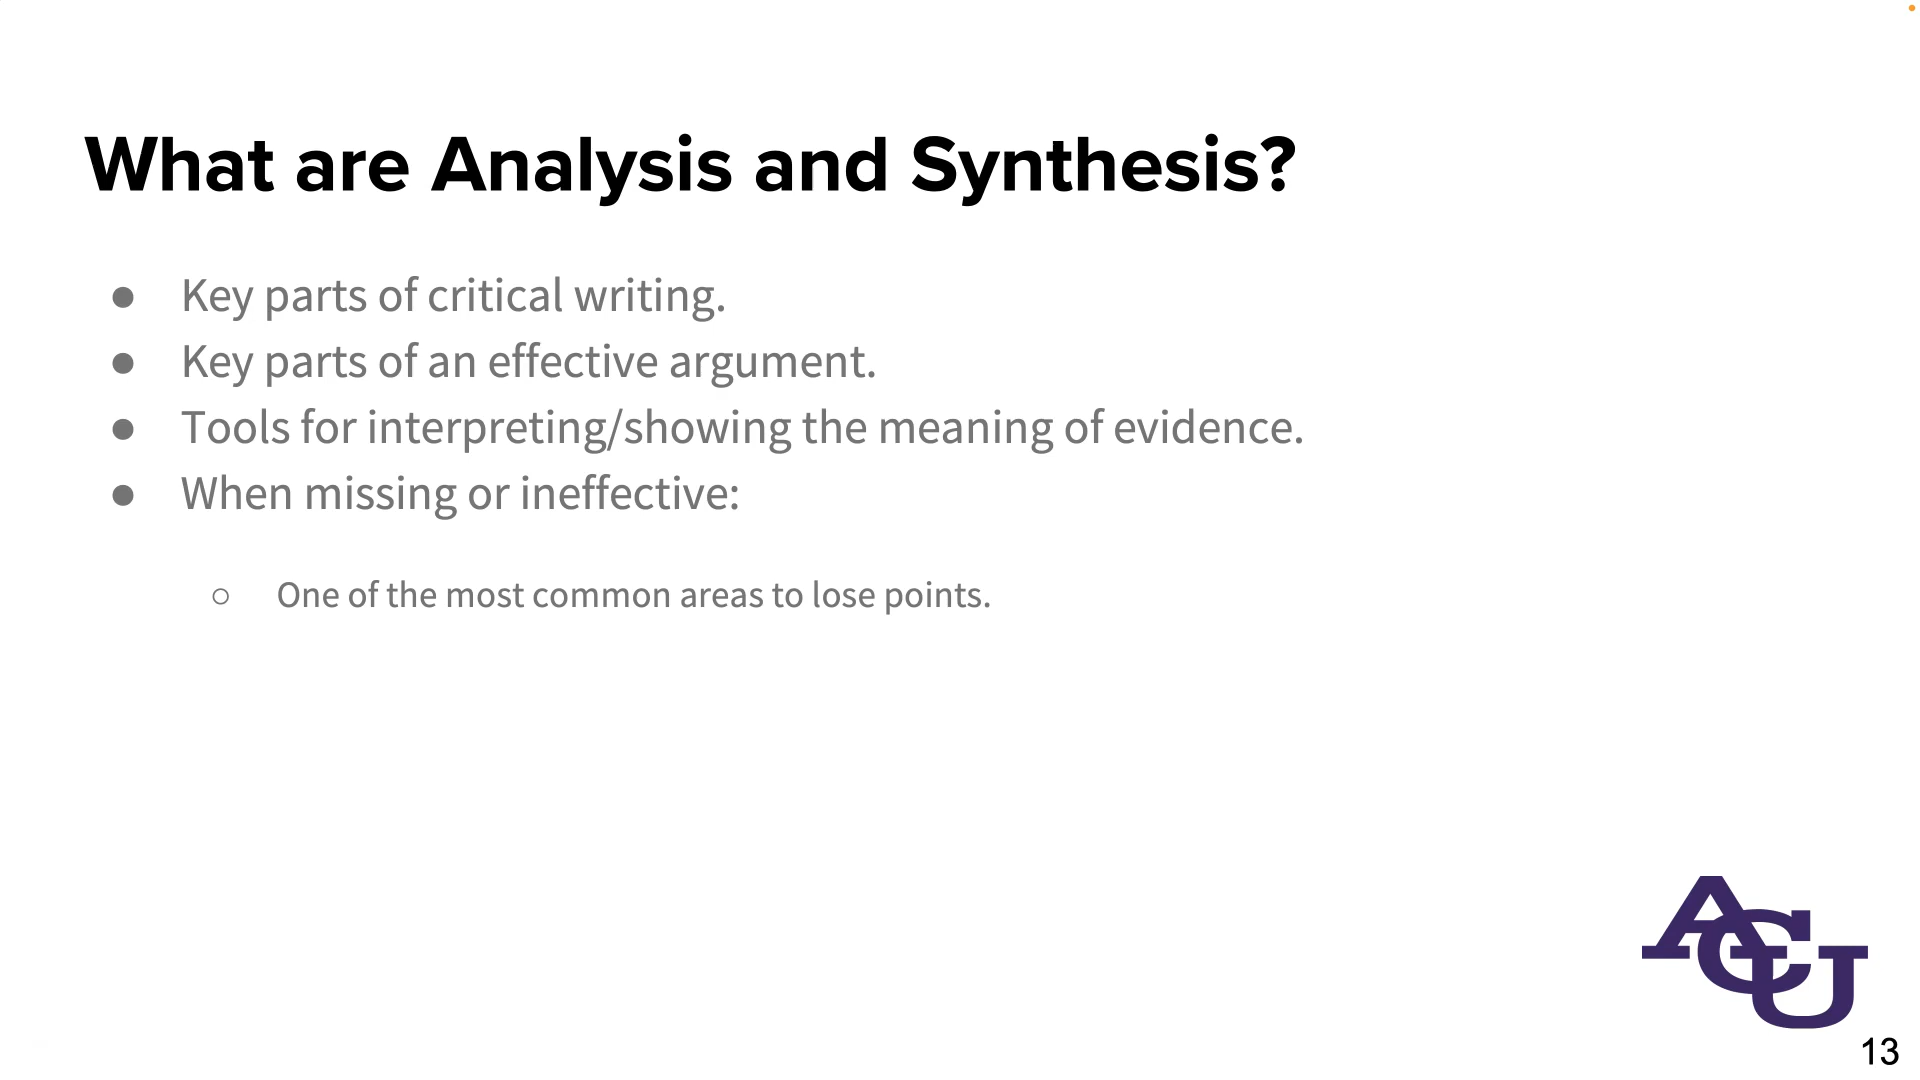 What are Analysis and Synthesis?
● Key parts of critical writing.
● Key parts of an effective argument.
● Tools for interpreting/showing the meaning of evidence.
● When missing or ineffective:
○ One of the most common areas to lose points.
ACU
13